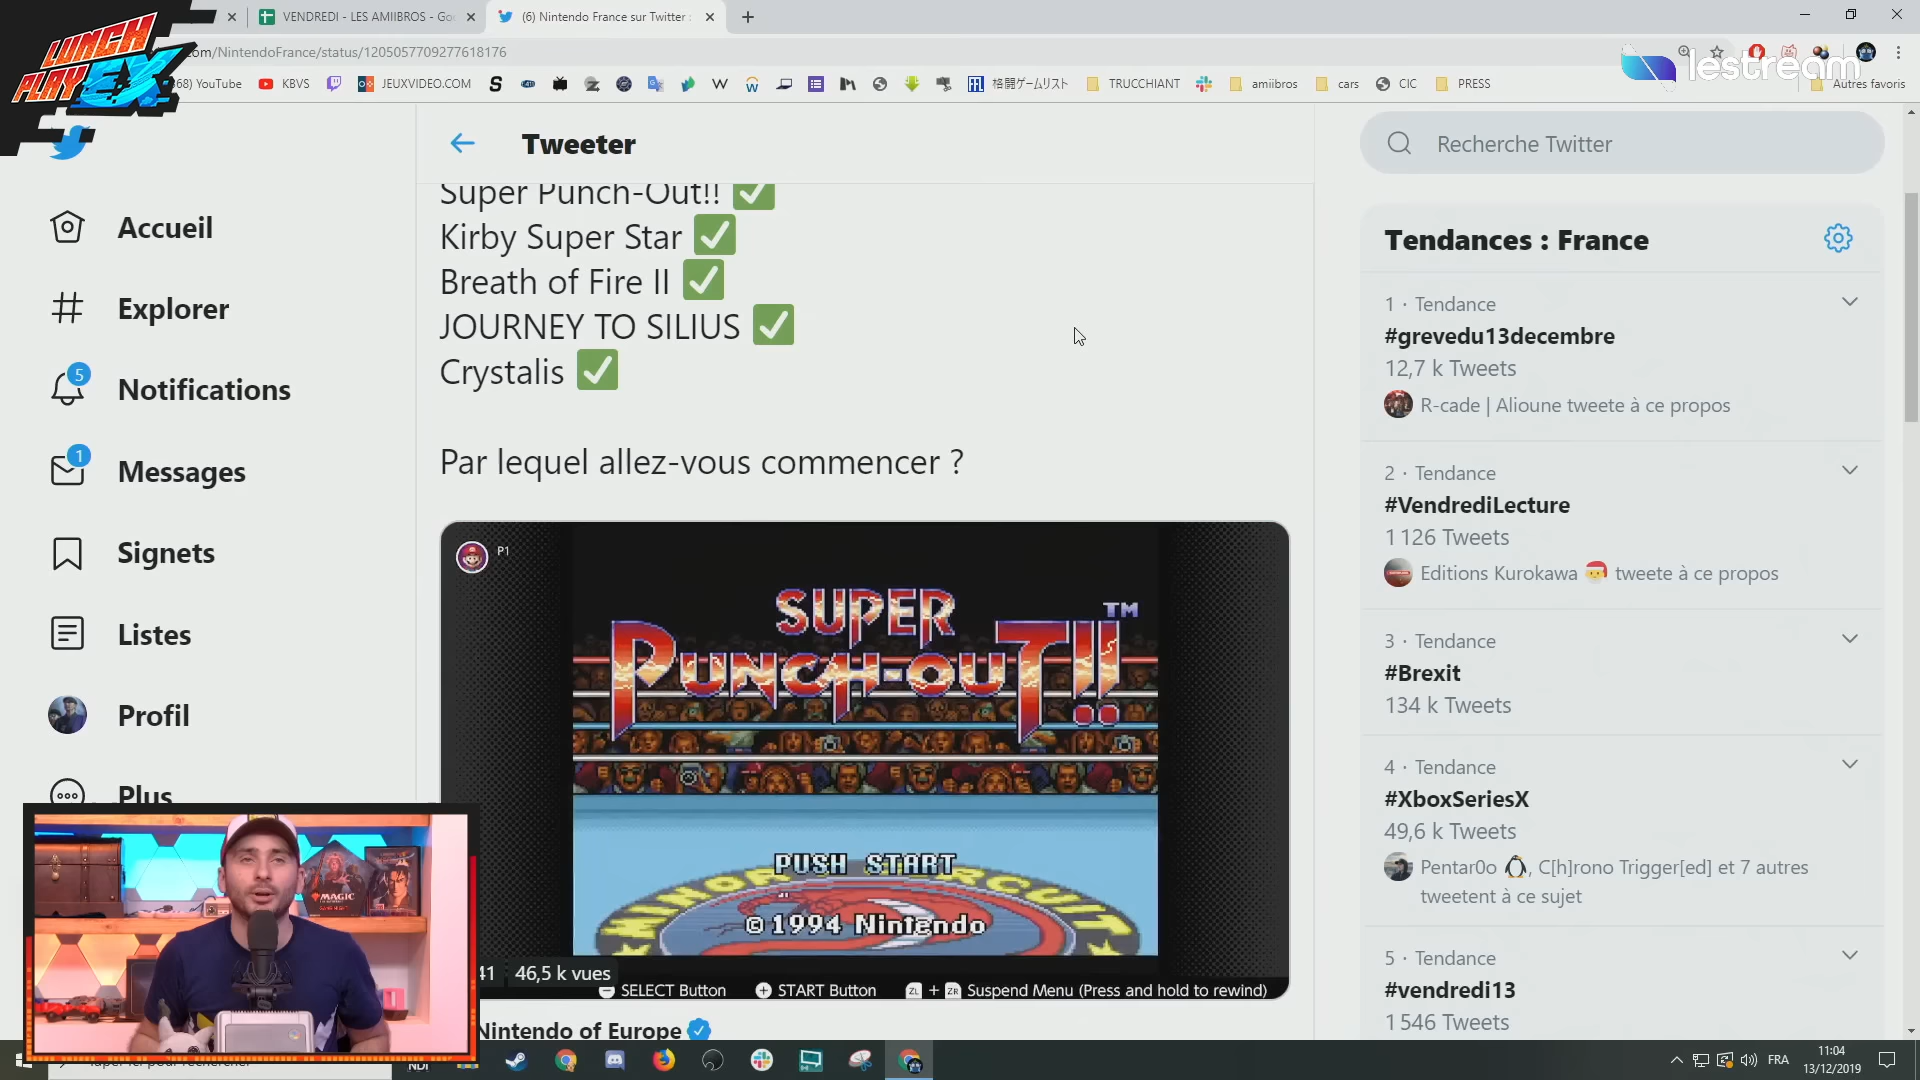 LUNCH
PLAY EX
VENDREDI - LES AMIIBROS - Goo
(6) Nintendo France sur Twitter :
om/NintendoFrance/status/1205057709277618176
lestream
68) YouTube
KBVS
JEUXVIDEO.COM
格闘ゲームリスト
TRUCCHIANT
amiibros
cars
CIC
PRESS
Autres favoris
Tweeter
Recherche Twitter
Accueil
Explorer
5
Notifications
1
Messages
Signets
Listes
Profil
Plus
Super Punch-Out!! ✅
Kirby Super Star ✅
Breath of Fire II ✅
JOURNEY TO SILIUS ✅
Crystalis ✅
Par lequel allez-vous commencer ?
P1
SUPER
PUNCH-OUT!!
TM
PUSH START
MINOR CIRCUIT
©1994 Nintendo
41
46,5 k vues
SELECT Button
START Button
ZL + ZR Suspend Menu (Press and hold to rewind)
Nintendo of Europe
Tendances : France
1 · Tendance
#grevedu13decembre
12,7 k Tweets
R-cade | Alioune tweete à ce propos
2 · Tendance
#VendrediLecture
1 126 Tweets
Editions Kurokawa 🎅 tweete à ce propos
3 · Tendance
#Brexit
134 k Tweets
4 · Tendance
#XboxSeriesX
49,6 k Tweets
Pentar0o 🐧, C[h]rono Trigger[ed] et 7 autres
tweetent à ce sujet
5 · Tendance
#vendredi13
1 546 Tweets
MAGIC
NDI
FRA
11:04
13/12/2019